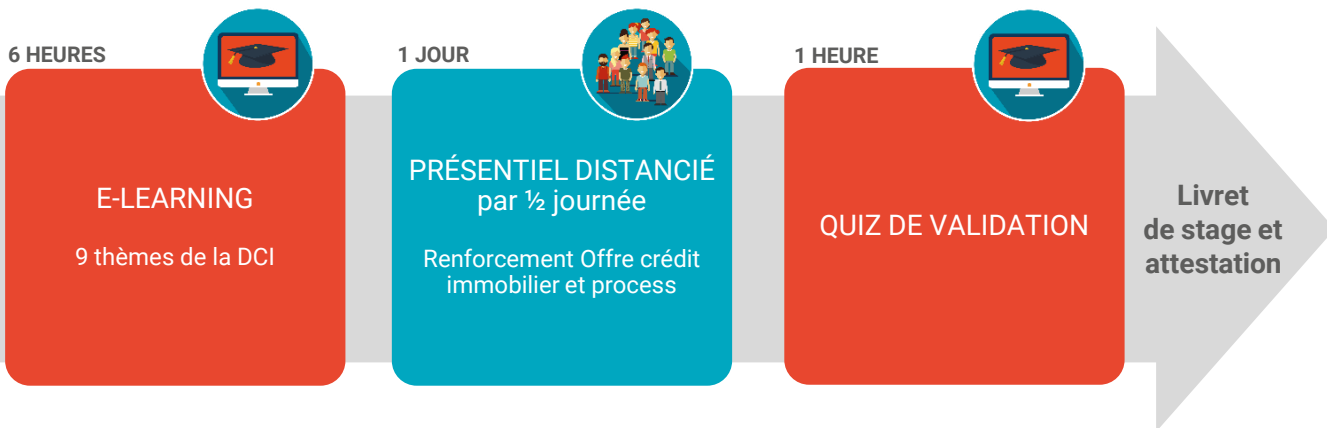 6 HEURES
E-LEARNING
9 thèmes de la DCI
1 JOUR
PRÉSENTIEL DISTANCIÉ
par ½ journée
Renforcement Offre crédit
immobilier et process
1 HEURE
QUIZ DE VALIDATION
Livret
de stage et
attestation